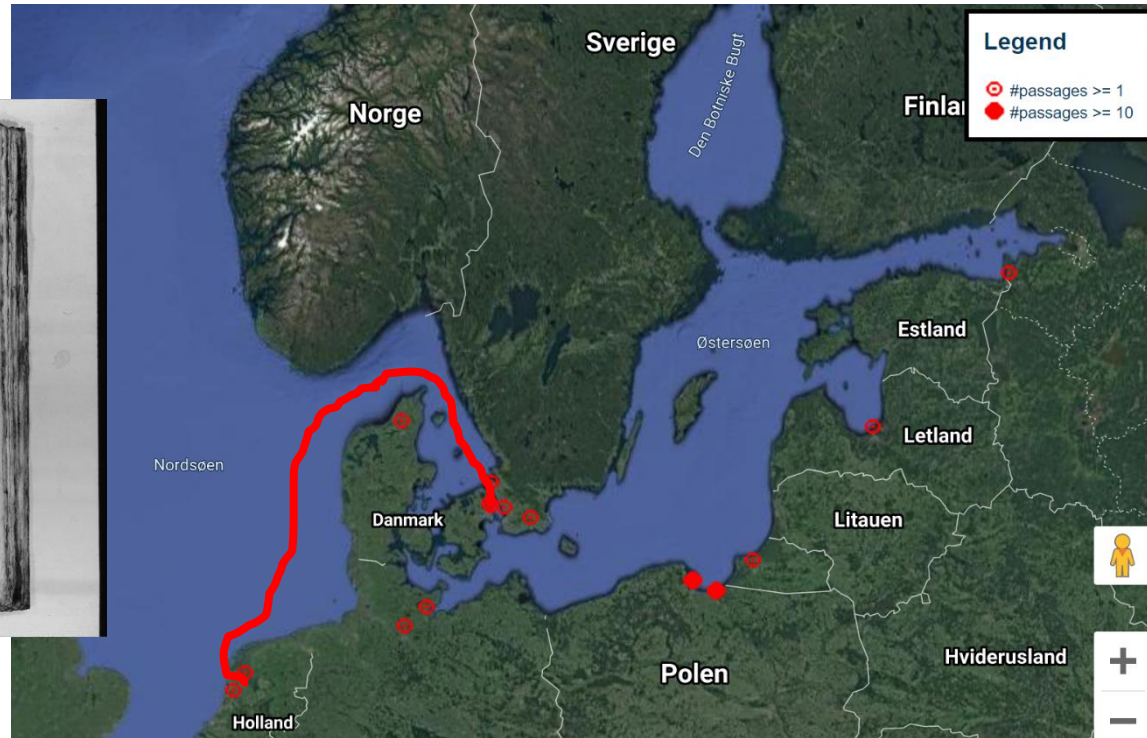 Sverige
Legend
#passages >= 1
#passages >= 10
Norge
Den Botniske Bugt
Finlan
Estland
Østersøen
Letland
Nordsøen
Danmark
Litauen
Polen
Hviderusland
Holland
+
−